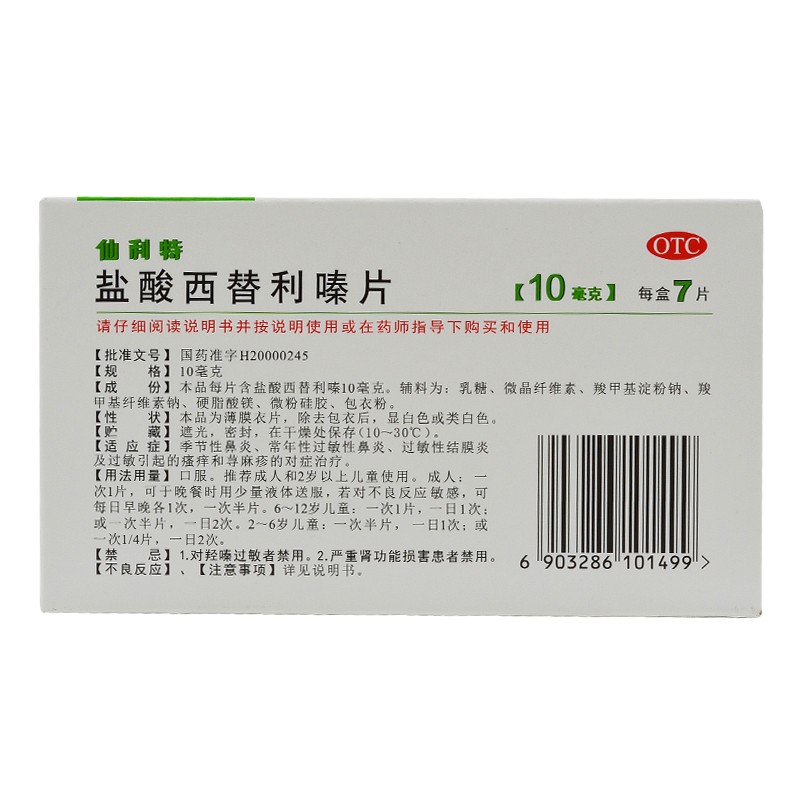 仙利特
OTC
盐酸西替利嗪片 【10毫克】 每盒7片
请仔细阅读说明书并按说明使用或在药师指导下购买和使用
【批准文号】国药准字H20000245
【规 格】10毫克
【成 份】本品每片含盐酸西替利嗪10毫克。辅料为：乳糖、微晶纤维素、羧甲基淀粉钠、羧
甲基纤维素钠、硬脂酸镁、微粉硅胶、包衣粉。
【性 状】本品为薄膜衣片，除去包衣后，显白色或类白色。
【贮 藏】遮光，密封，在干燥处保存(10～30℃)。
【适 应 症】季节性鼻炎、常年性过敏性鼻炎、过敏性结膜炎
及过敏引起的瘙痒和荨麻疹的对症治疗。
【用法用量】口服。推荐成人和2岁以上儿童使用。成人：一
次1片，可于晚餐时用少量液体送服，若对不良反应敏感，可
每日早晚各1次，一次半片。6～12岁儿童：一次1片，一日1次；
或一次半片，一日2次。2～6岁儿童：一次半片，一日1次；或
一次1/4片，一日2次。
【禁 忌】1.对羟嗪过敏者禁用。2.严重肾功能损害患者禁用。
【不良反应】、【注意事项】详见说明书。
6 903286 101499 >